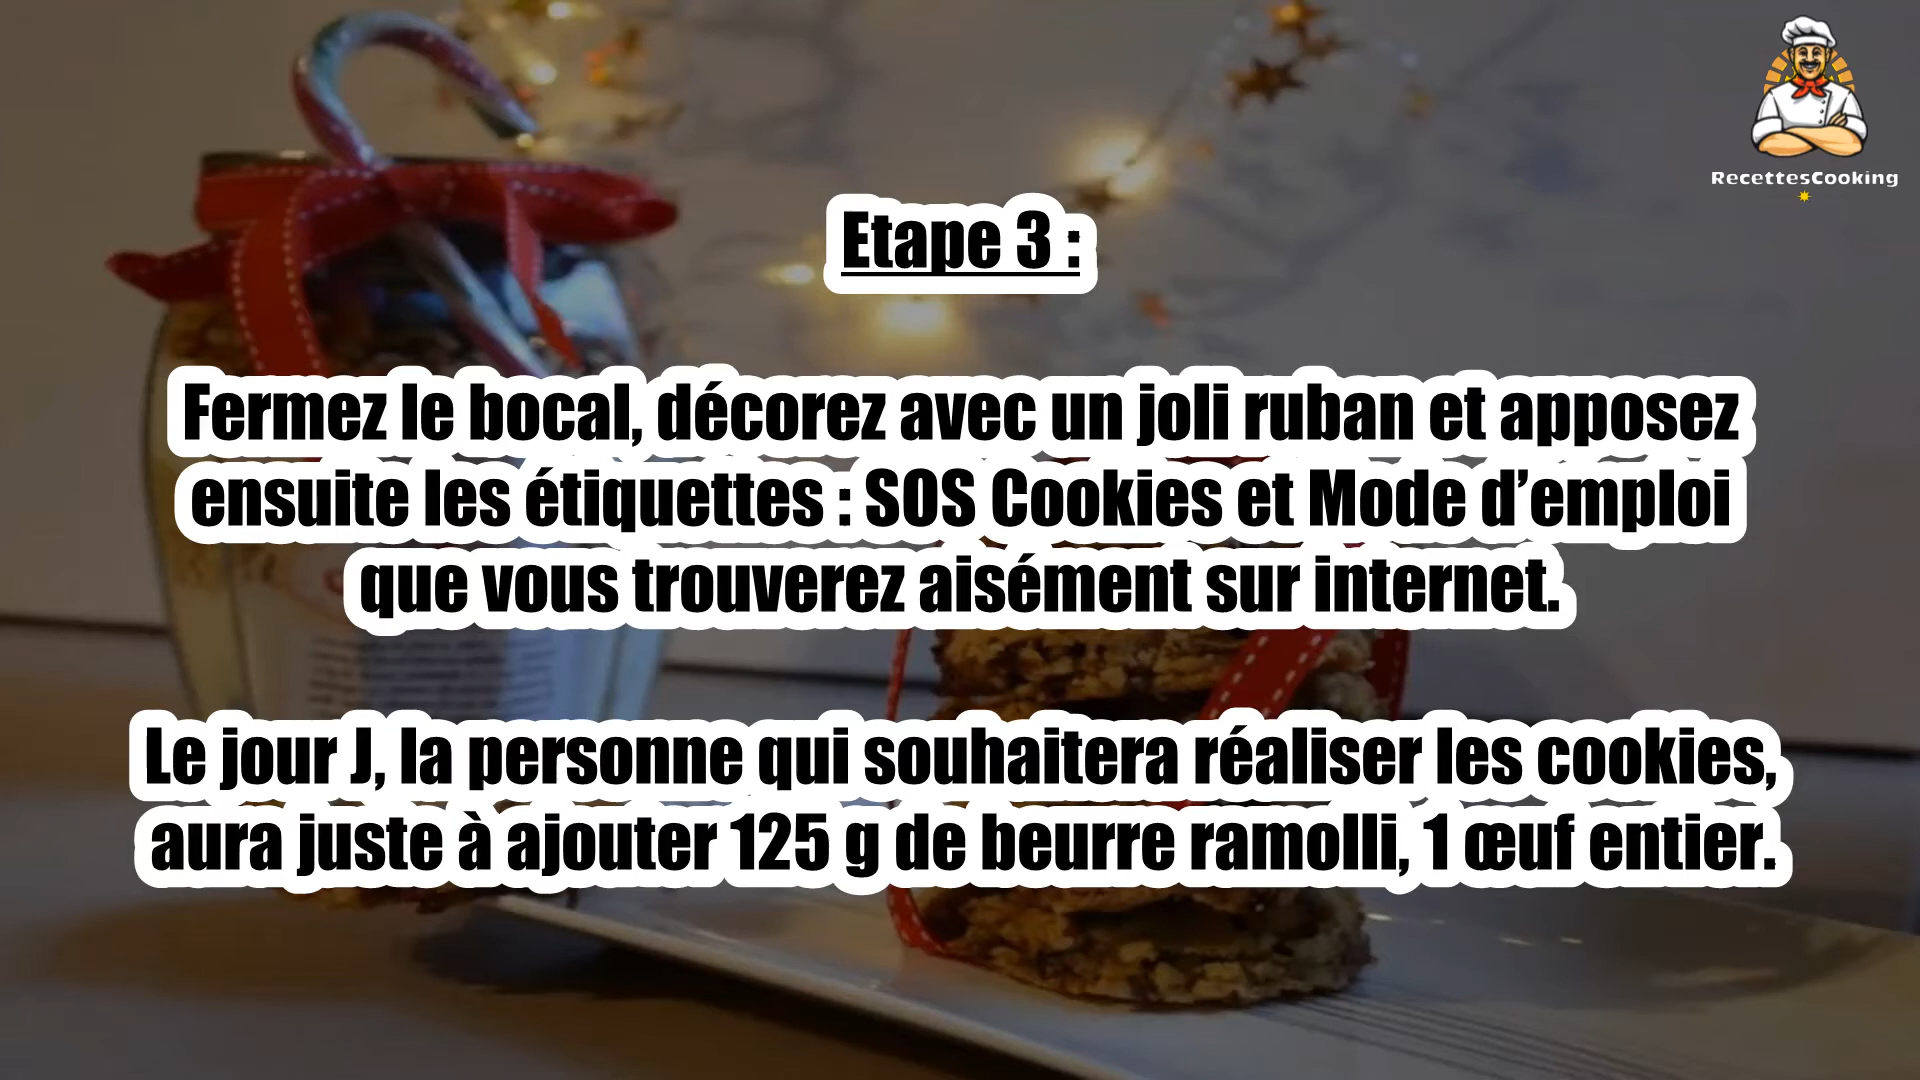 RecettesCooking
Etape 3 :
Fermez le bocal, décorez avec un joli ruban et apposez
ensuite les étiquettes : SOS Cookies et Mode d’emploi
que vous trouverez aisément sur internet.
Le jour J, la personne qui souhaitera réaliser les cookies,
aura juste à ajouter 125 g de beurre ramolli, 1 œuf entier.